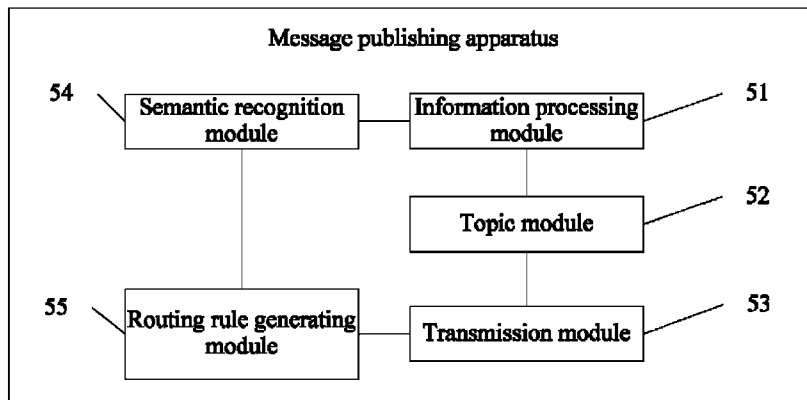 Message publishing apparatus
54
Semantic recognition
module
Information processing
module
51
Topic module
52
55
Routing rule generating
module
Transmission module
53